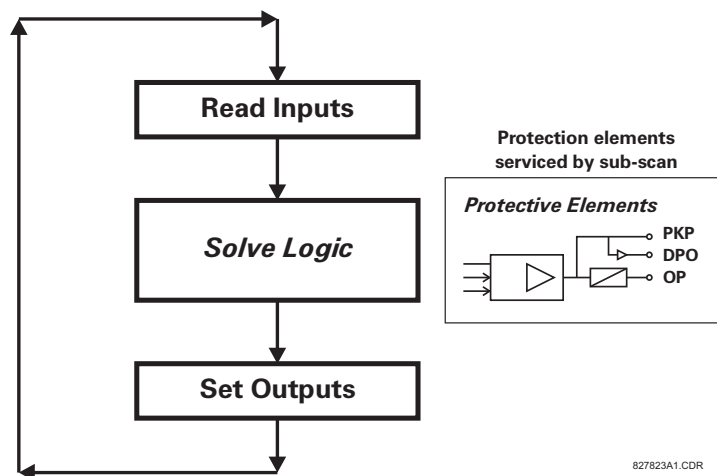 Read Inputs
Solve Logic
Set Outputs
Protection elements
serviced by sub-scan
Protective Elements
PKP
DPO
OP
827823A1.CDR